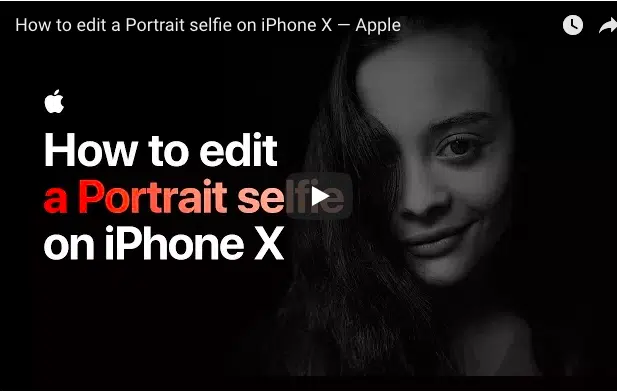 How to edit a Portrait selfie on iPhone X — Apple
How to edit
a Portrait selfie
on iPhone X